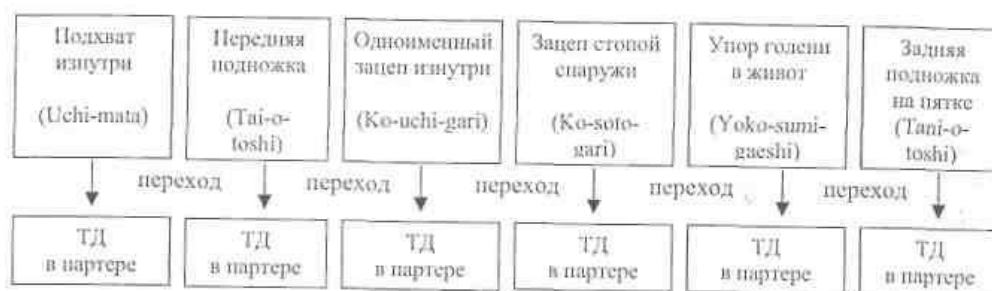 Подхват
изнутри
(Uchi-mata)
Передняя
подножка
(Tai-o-
toshi)
Одноименный
зацеп изнутри
(Ko-uchi-gari)
Зацеп стопой
снаружи
(Ko-soto-
gari)
Упор голени
в живот
(Yoko-sumi-
gaeshi)
Задняя
подножка
на пятке
(Tani-o-
toshi)
переход
переход
переход
переход
переход
ТД
в партере
ТД
в партере
ТД
в партере
ТД
в партере
ТД
в партере
ТД
в партере